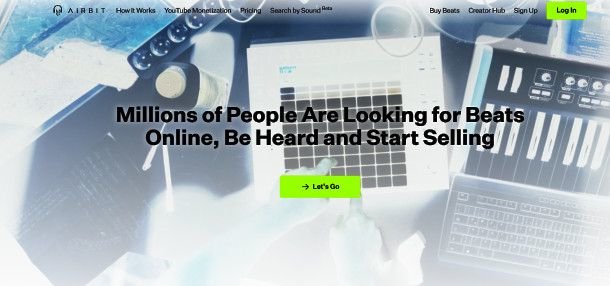 AIRBIT How It Works YouTube Monetization Pricing Search by Sound Beta Buy Beats Creator Hub Sign Up Log In
Millions of People Are Looking for Beats
Online, Be Heard and Start Selling
→ Let's Go